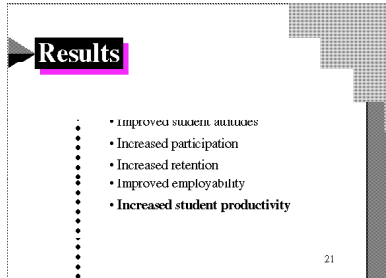 Results
• Improved student attitudes
• Increased participation
• Increased retention
• Improved employability
• Increased student productivity
21